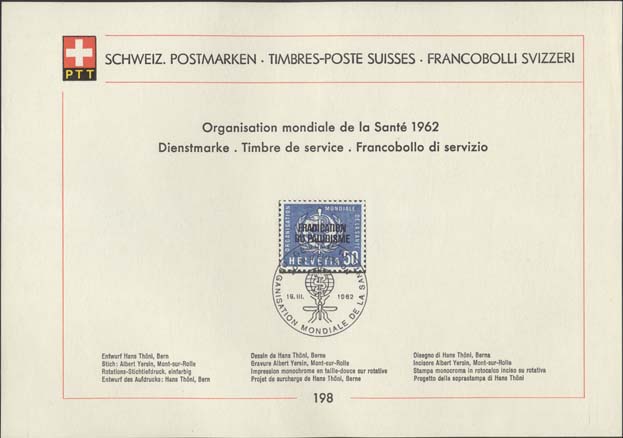 PTT
SCHWEIZ. POSTMARKEN · TIMBRES-POSTE SUISSES · FRANCOBOLLI SVIZZERI
Organisation mondiale de la Santé 1962
Dienstmarke . Timbre de service . Francobollo di servizio
ORGANISATION
MONDIALE
DE LA SANTÉ
ERADICATION
DU PALUDISME
HELVETIA 50
19.III. 1962
ORGANISATION MONDIALE DE LA SANTÉ
Entwurf Hans Thöni, Bern
Stich: Albert Yersin, Mont-sur-Rolle
Rotations-Stichtiefdruck, einfarbig
Entwurf des Aufdrucks: Hans Thöni, Bern
Dessin de Hans Thöni, Berne
Gravure Albert Yersin, Mont-sur-Rolle
Impression monochrome en taille-douce sur rotative
Projet de surcharge de Hans Thöni, Berne
Disegno di Hans Thöni, Berna
Incisore Albert Yersin, Mont-sur-Rolle
Stampa monocroma in rotocalco inciso su rotativa
Progetto della soprastampa di Hans Thöni
198